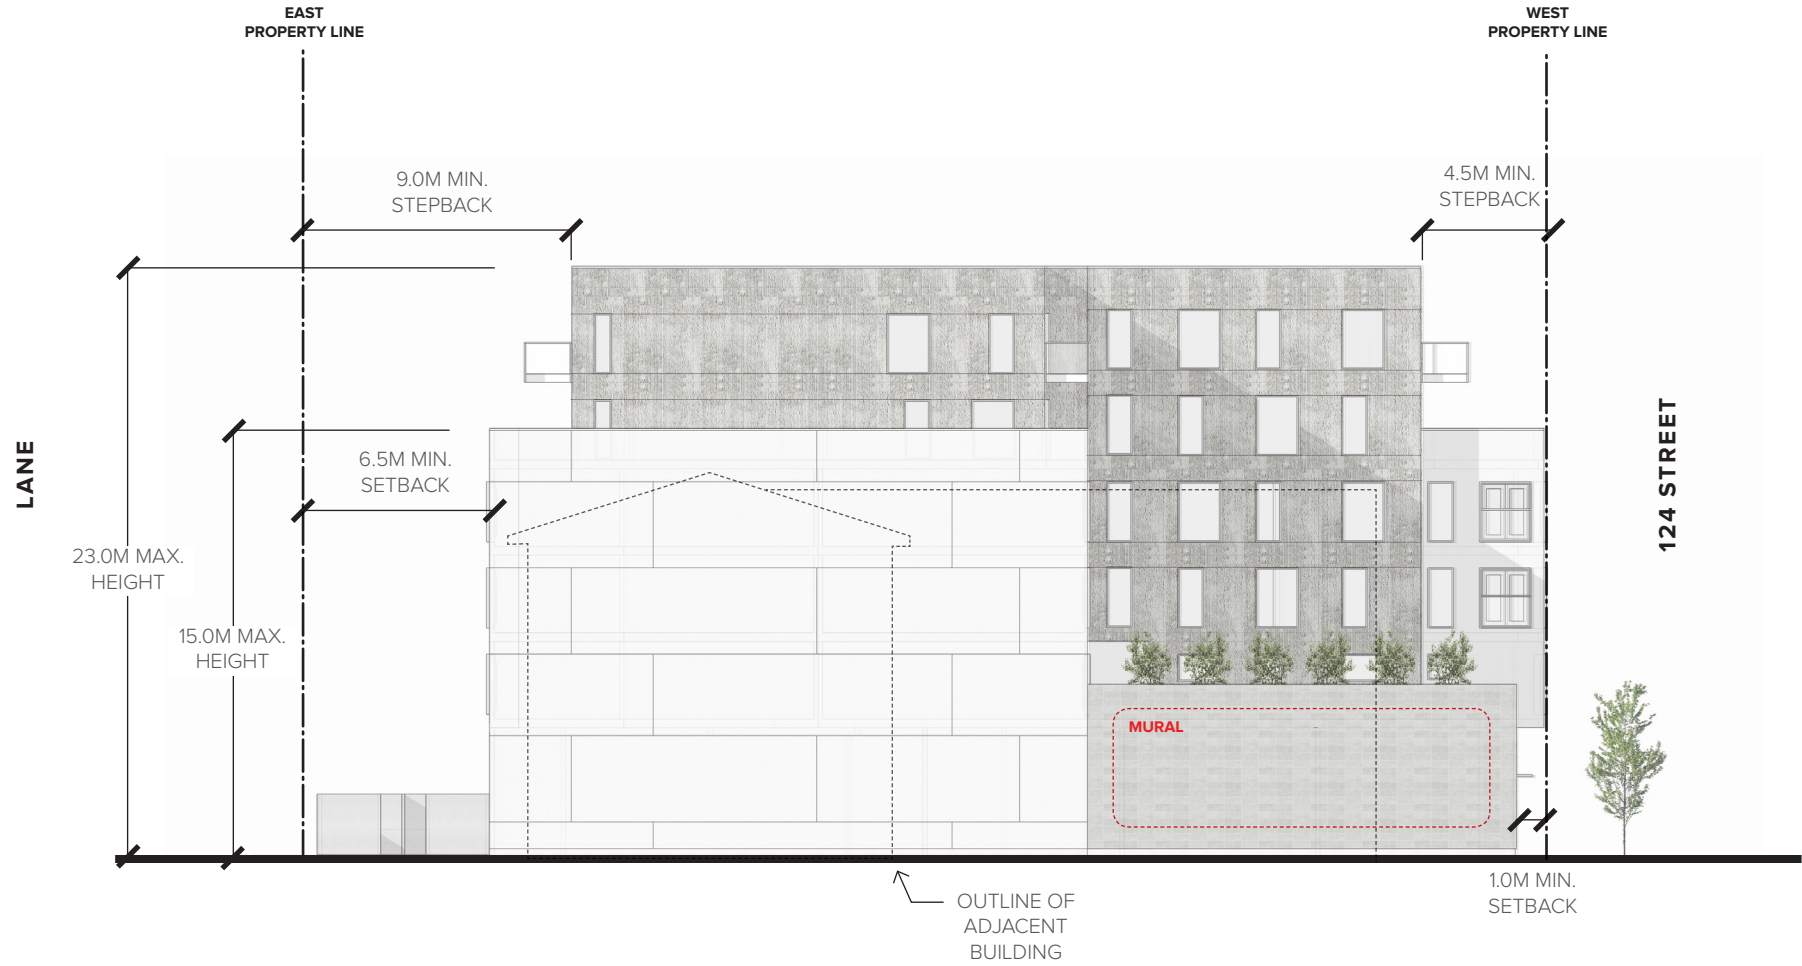 EAST
PROPERTY LINE
WEST
PROPERTY LINE
9.0M MIN.
STEPBACK
4.5M MIN.
STEPBACK
LANE
6.5M MIN.
SETBACK
124 STREET
23.0M MAX.
HEIGHT
15.0M MAX.
HEIGHT
MURAL
1.0M MIN.
SETBACK
OUTLINE OF
ADJACENT
BUILDING